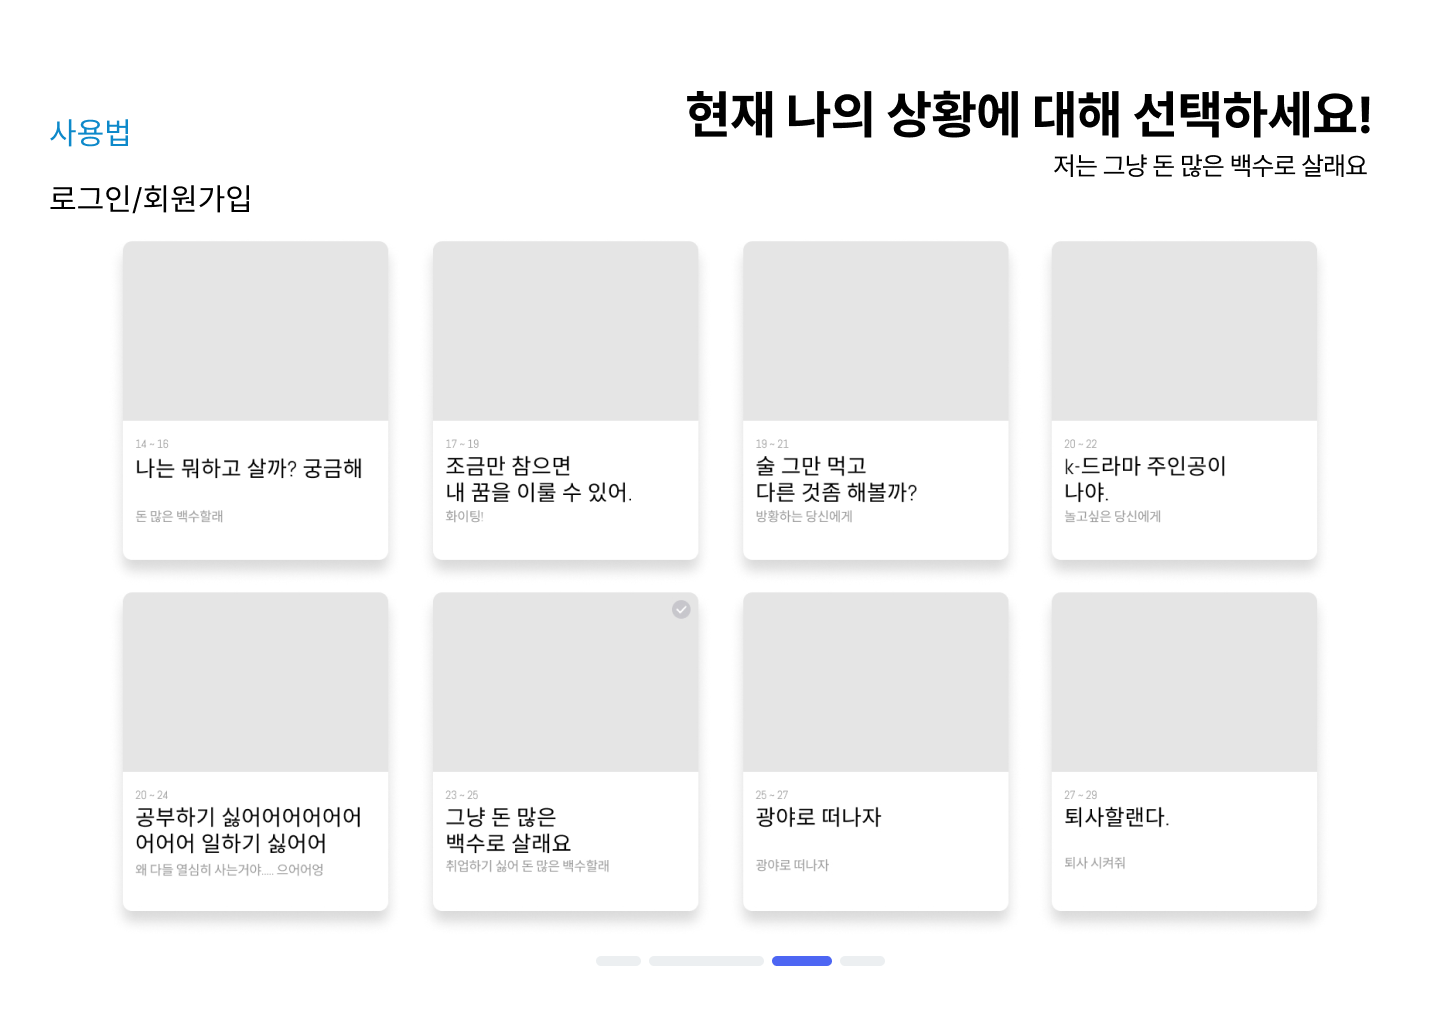 현재 나의 상황에 대해 선택하세요!
사용법
저는 그냥 돈 많은 백수로 살래요
로그인/회원가입
14 ~ 16
나는 뭐하고 살까? 궁금해
돈 많은 백수할래
17 ~ 19
조금만 참으면
내 꿈을 이룰 수 있어.
화이팅!
19 ~ 21
술 그만 먹고
다른 것좀 해볼까?
방황하는 당신에게
20 ~ 22
k-드라마 주인공이
나야.
놀고싶은 당신에게
20 ~ 24
공부하기 싫어어어어어어
어어어 일하기 싫어어
왜 다들 열심히 사는거야..... 으어어엉
23 ~ 25
그냥 돈 많은
백수로 살래요
취업하기 싫어 돈 많은 백수할래
25 ~ 27
광야로 떠나자
광야로 떠나자
27 ~ 29
퇴사할랜다.
퇴사 시켜줘